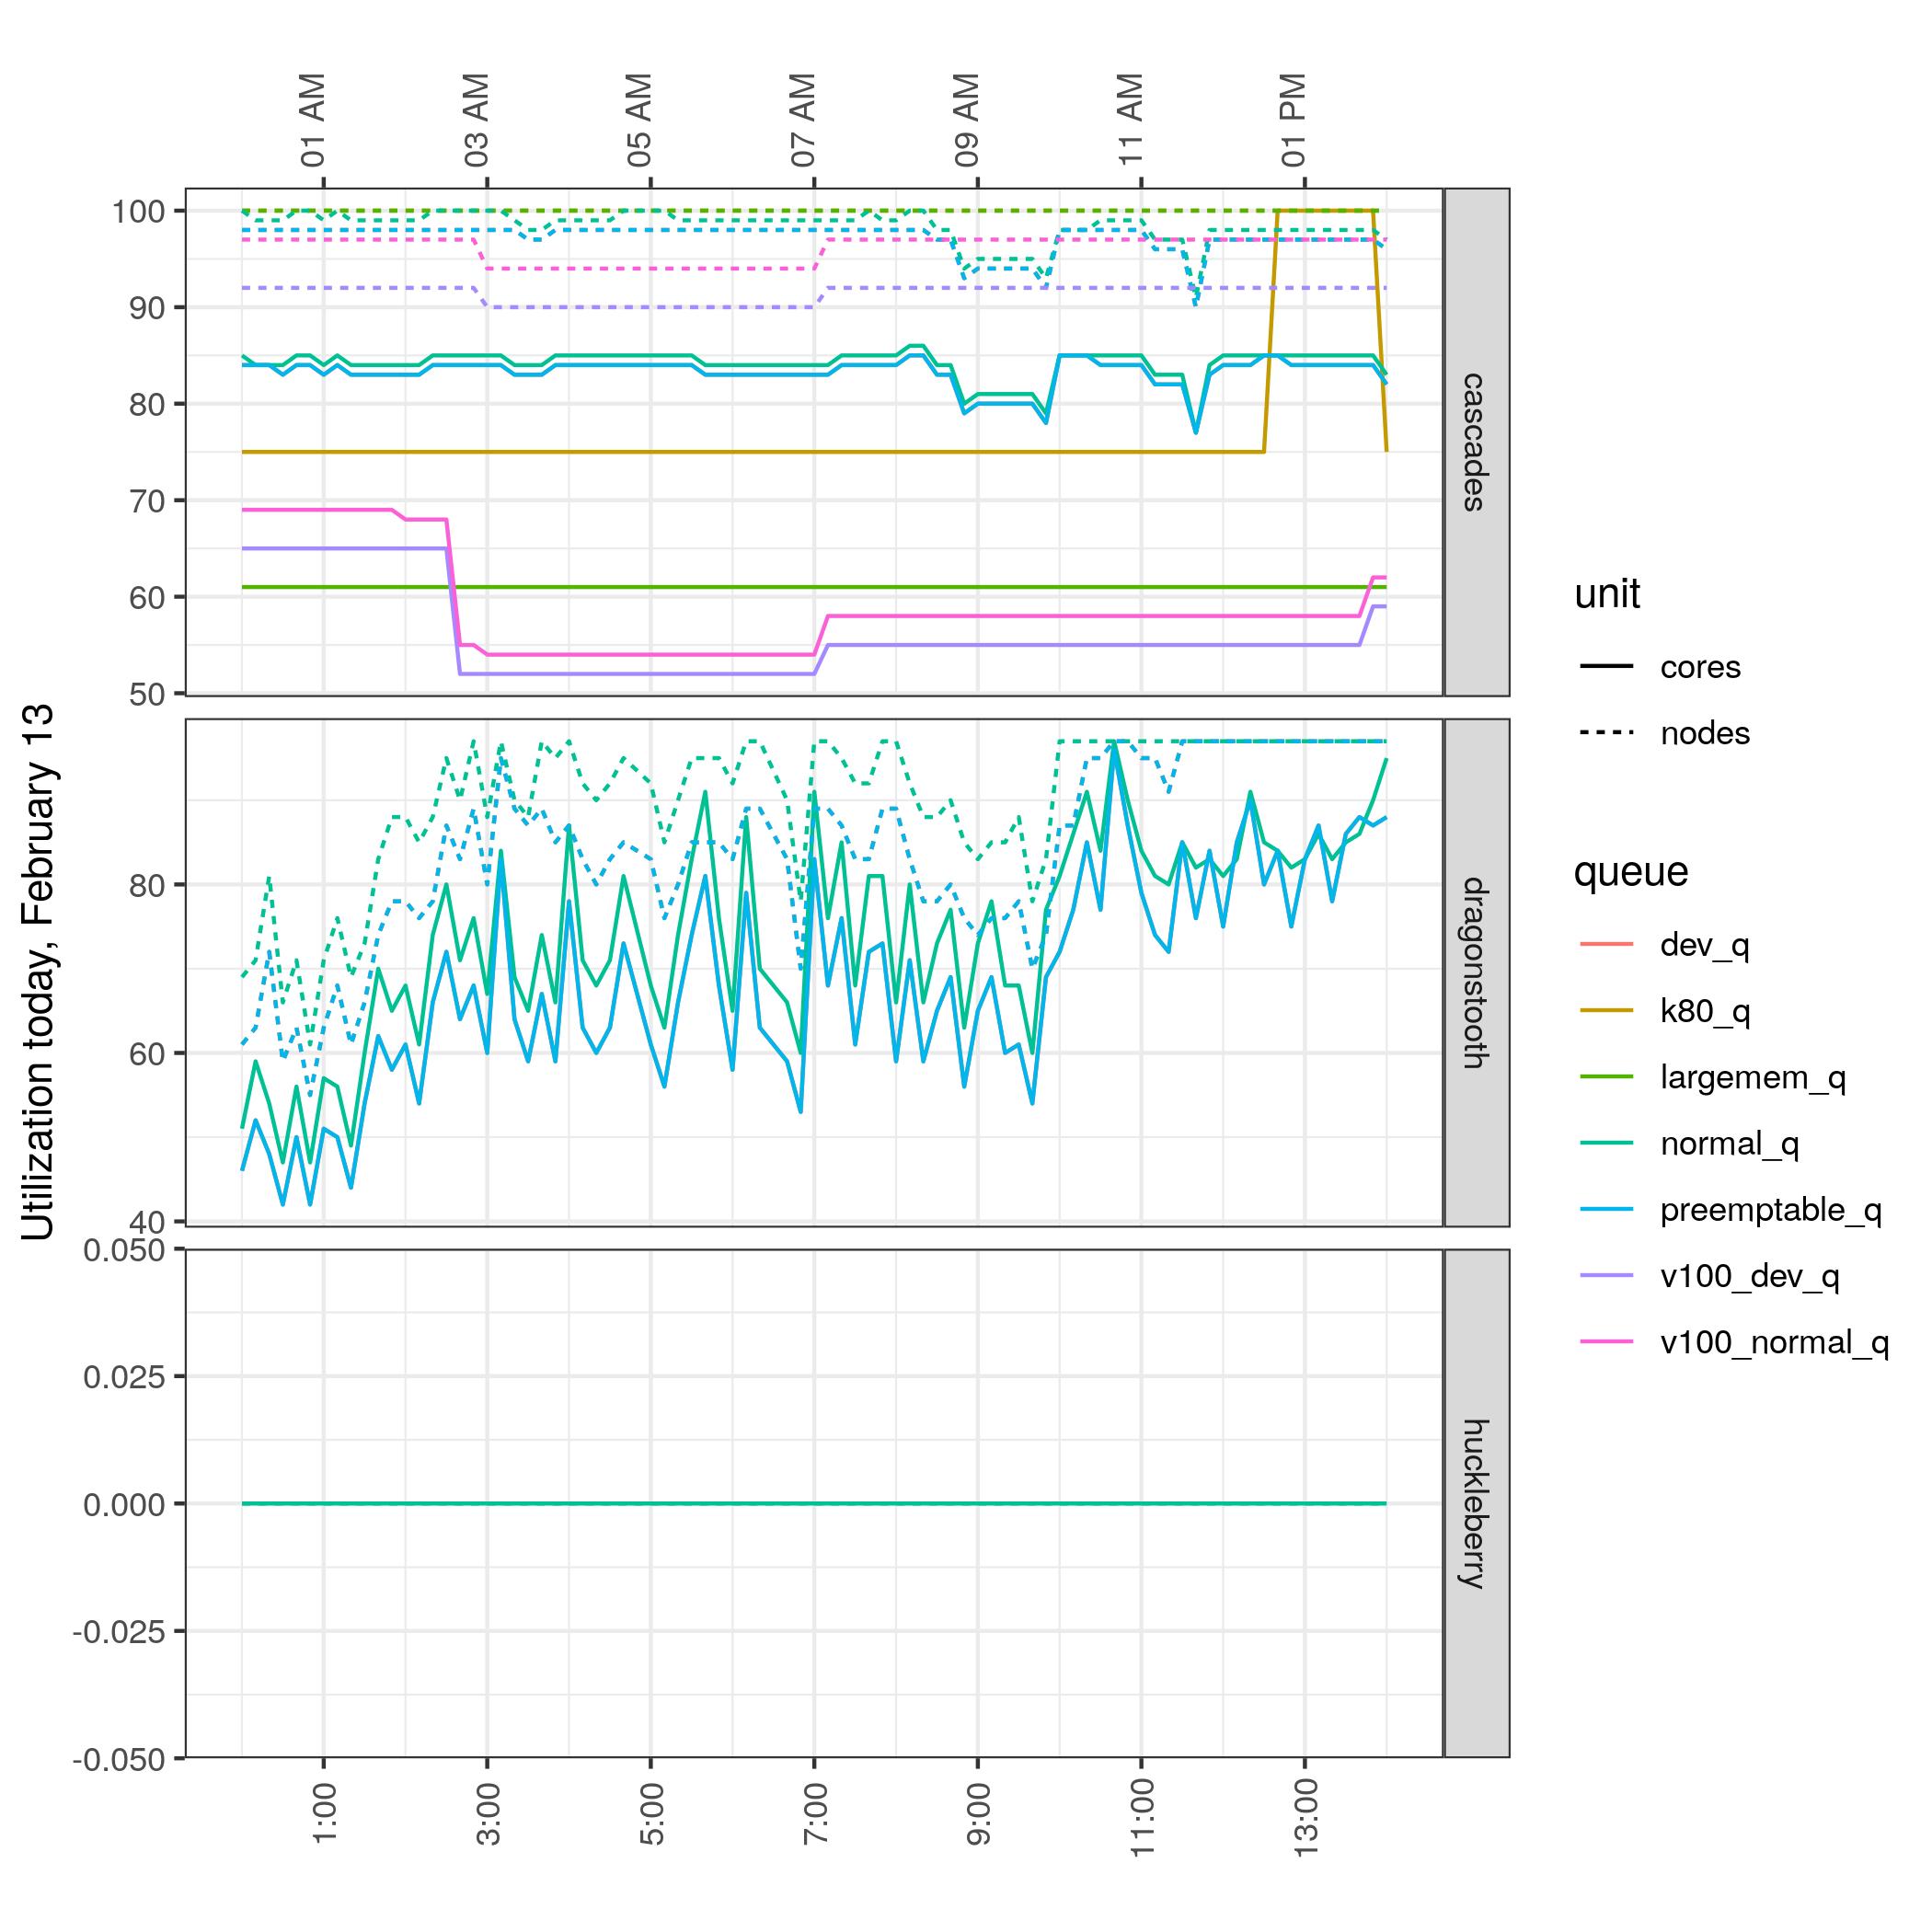 01 AM
03 AM
05 AM
07 AM
09 AM
11 AM
01 PM
100
90
80
70
60
50
cascades
80
60
40
dragonstooth
0.050
0.025
0.000
-0.025
-0.050
huckleberry
1:00
3:00
5:00
7:00
9:00
11:00
13:00
Utilization today, February 13
unit
cores
nodes
queue
dev_q
k80_q
largemem_q
normal_q
preemptable_q
v100_dev_q
v100_normal_q